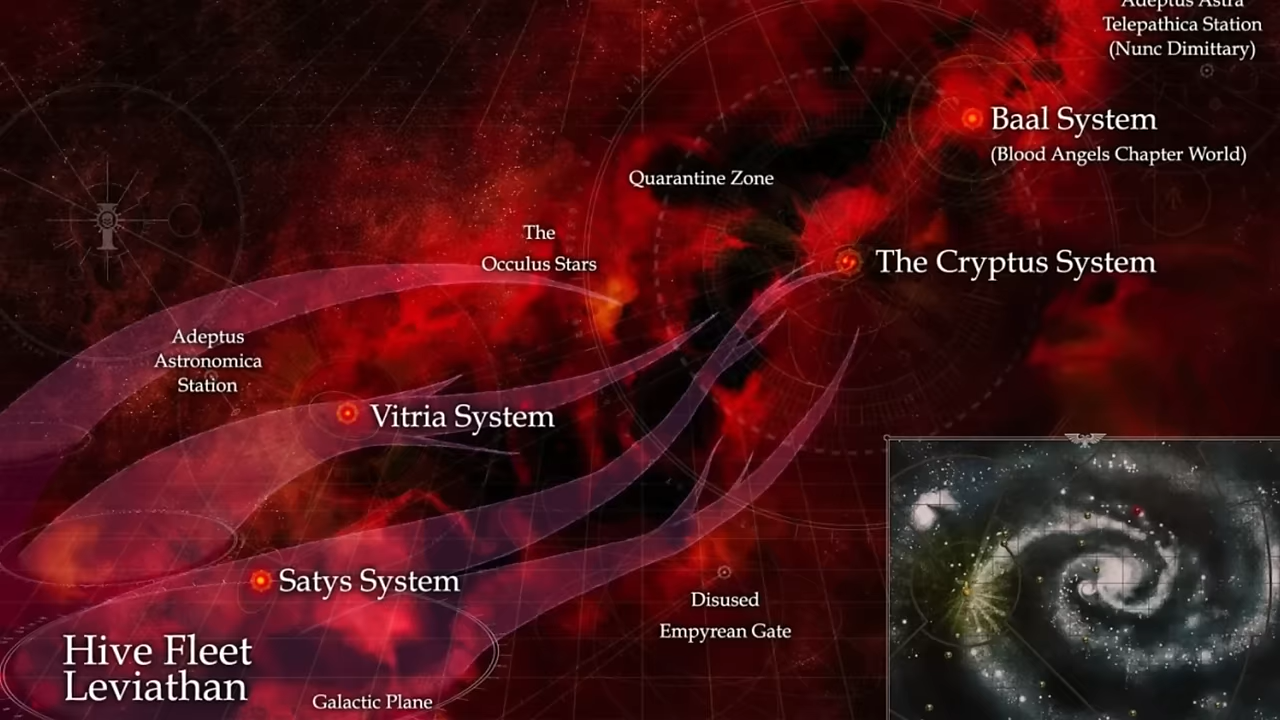 Adeptus Astra
Telepathica Station
(Nunc Dimittary)
Baal System
(Blood Angels Chapter World)
Quarantine Zone
The
Occulus Stars
The Cryptus System
Adeptus
Astronomica
Station
Vitria System
Satys System
Disused
Empyrean Gate
Hive Fleet
Leviathan
Galactic Plane